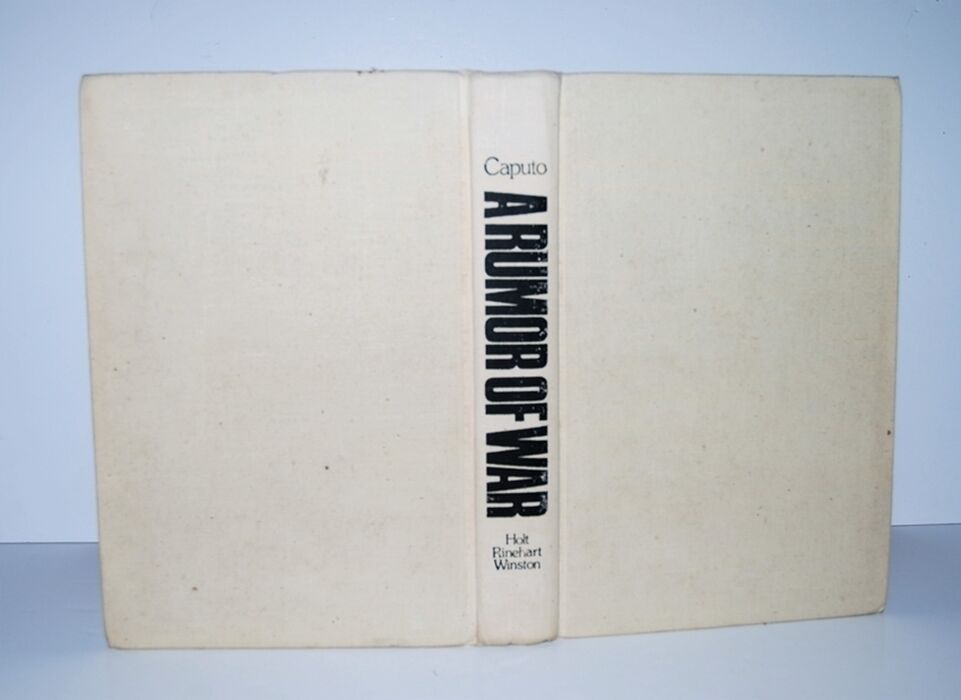 Caputo
A RUMOR OF WAR
Holt
Rinehart
Winston